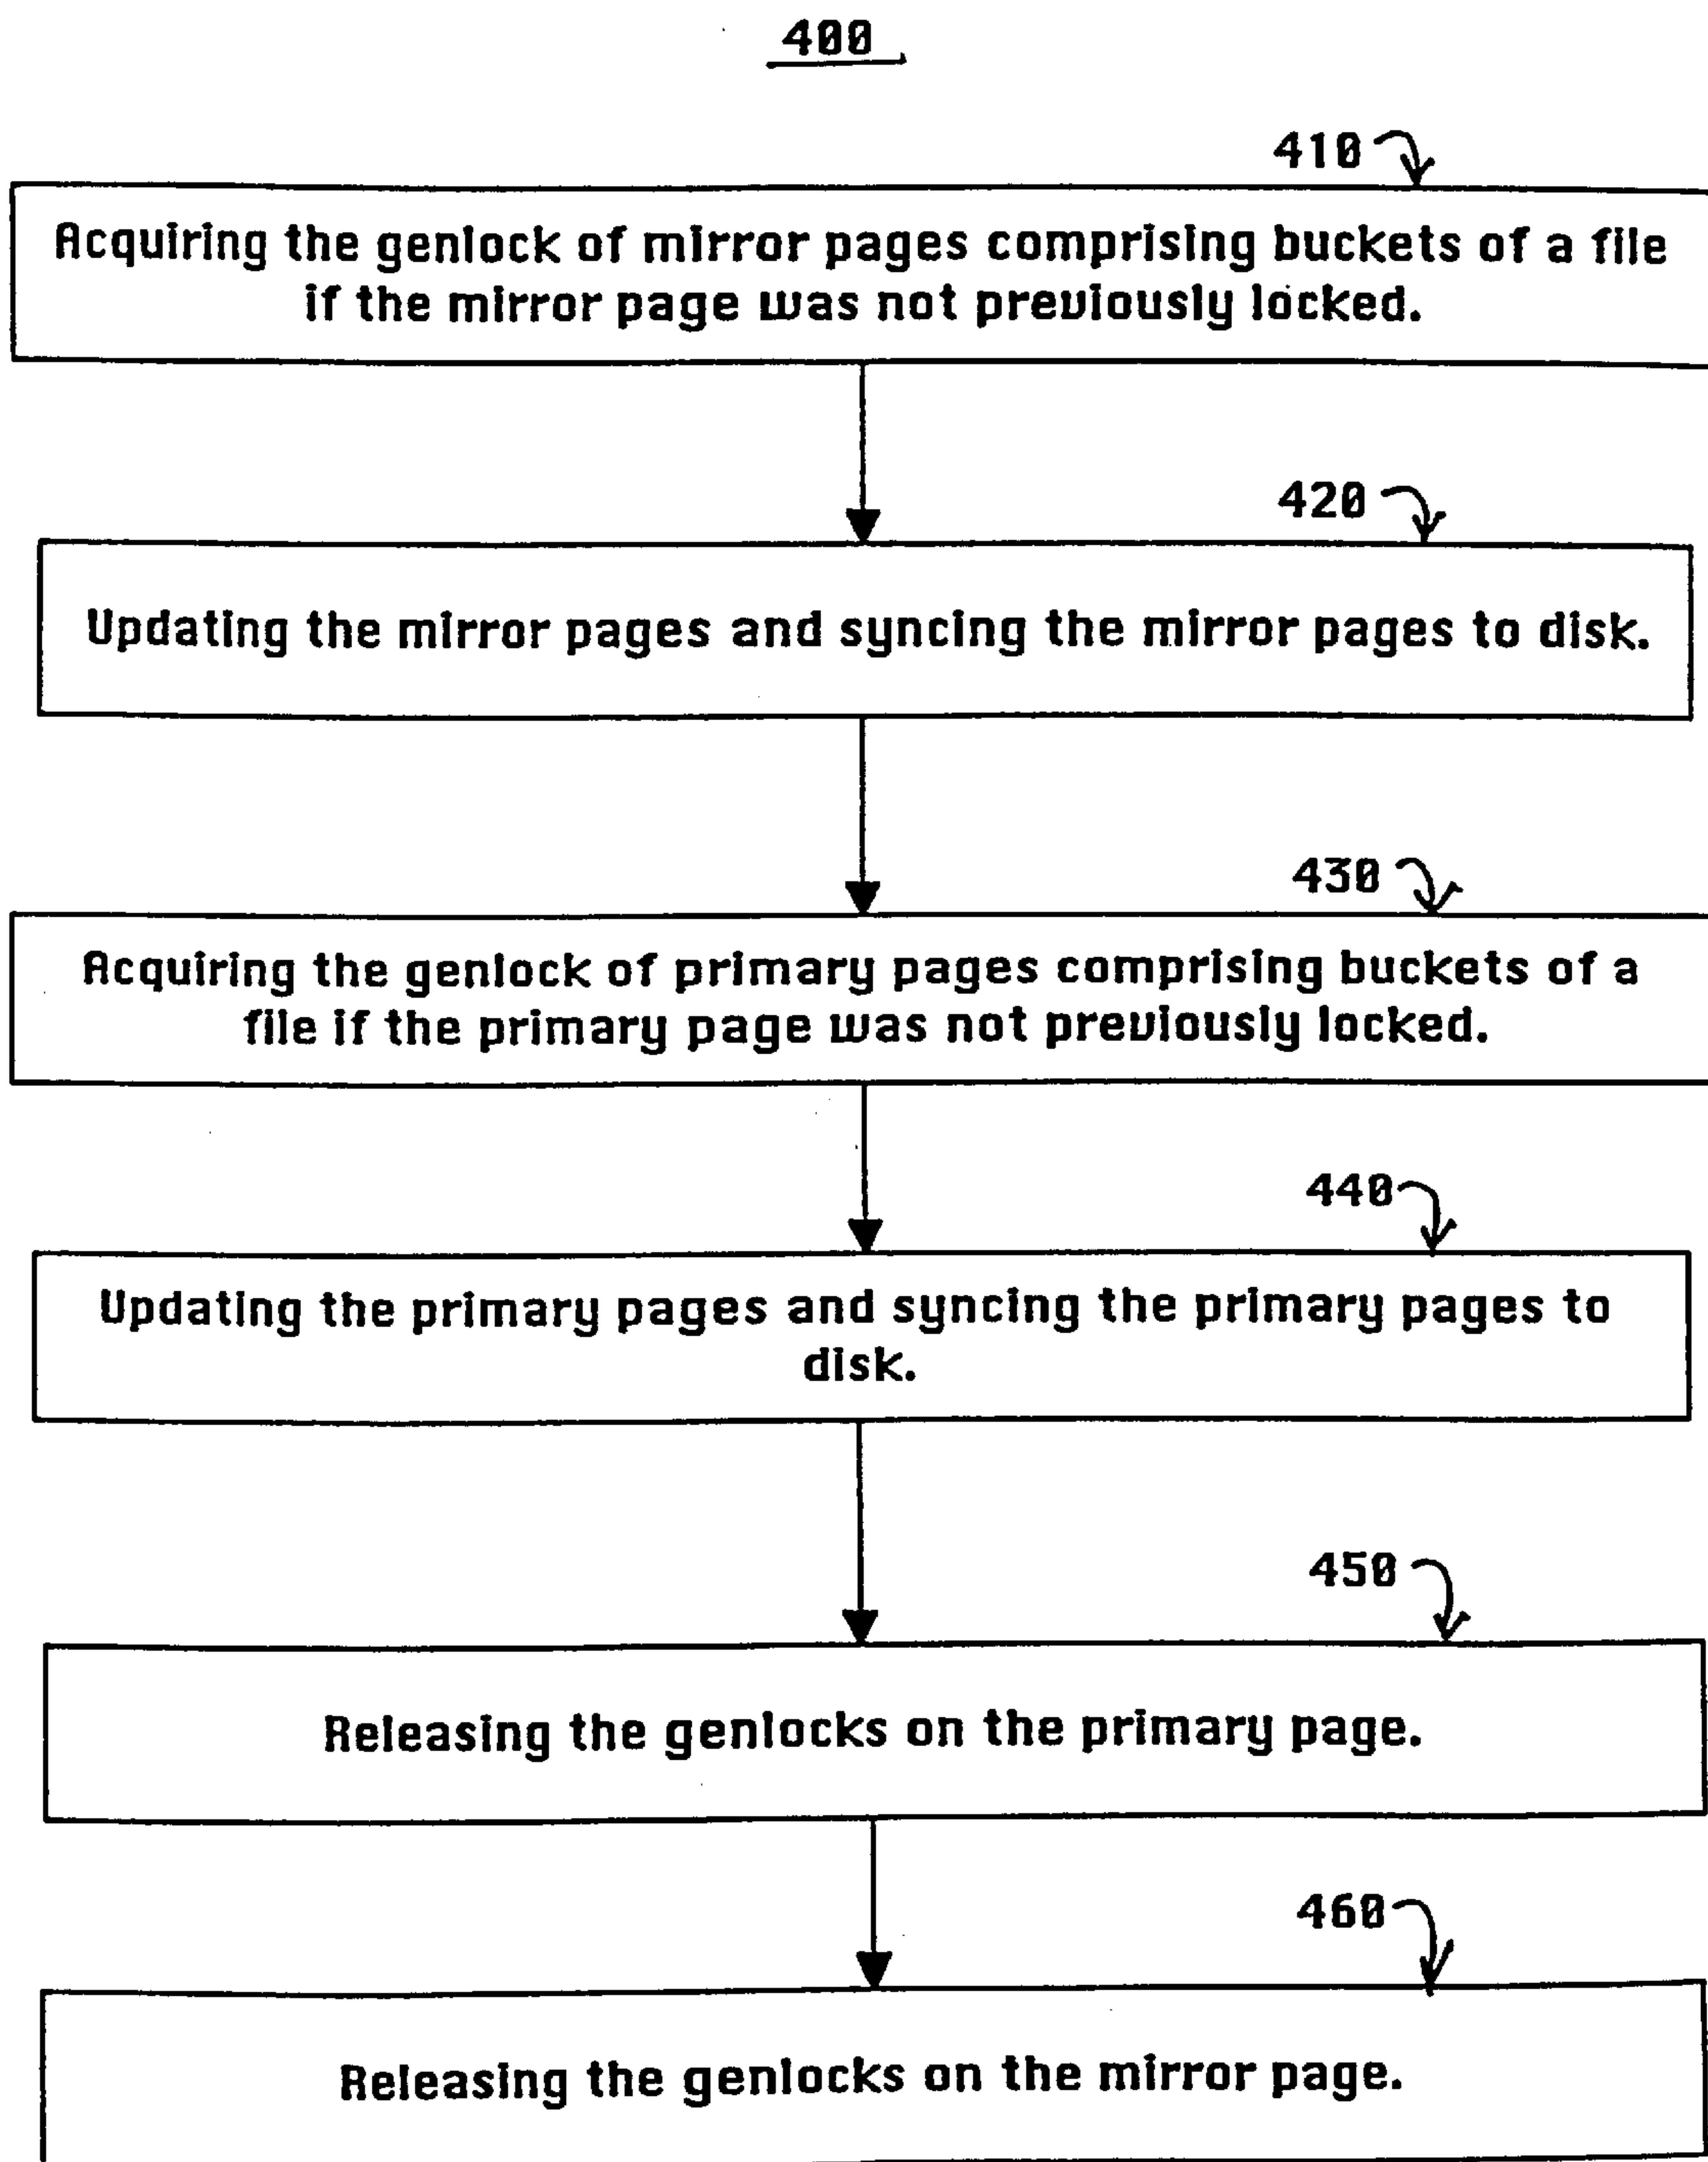 400
410
Acquiring the genlock of mirror pages comprising buckets of a file
if the mirror page was not previously locked.
420
Updating the mirror pages and syncing the mirror pages to disk.
430
Acquiring the genlock of primary pages comprising buckets of a
file if the primary page was not previously locked.
440
Updating the primary pages and syncing the primary pages to
disk.
450
Releasing the genlocks on the primary page.
460
Releasing the genlocks on the mirror page.